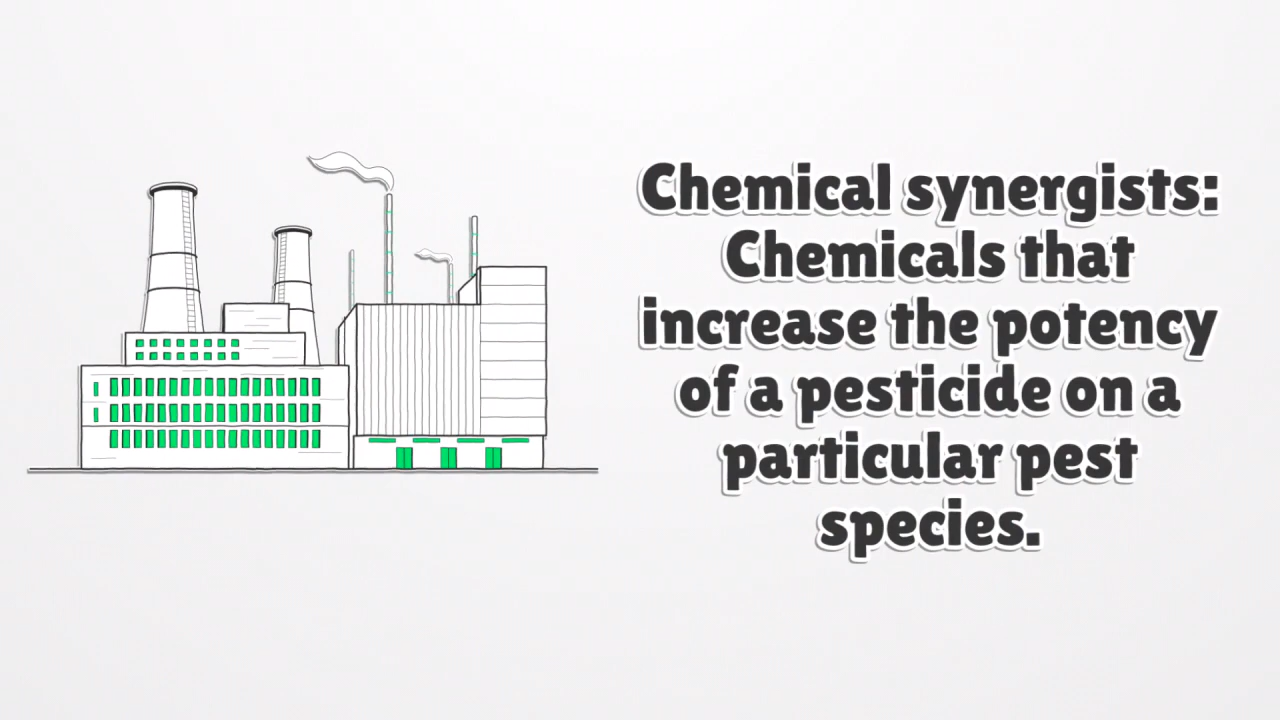 Chemical synergists:
Chemicals that
increase the potency
of a pesticide on a
particular pest
species.